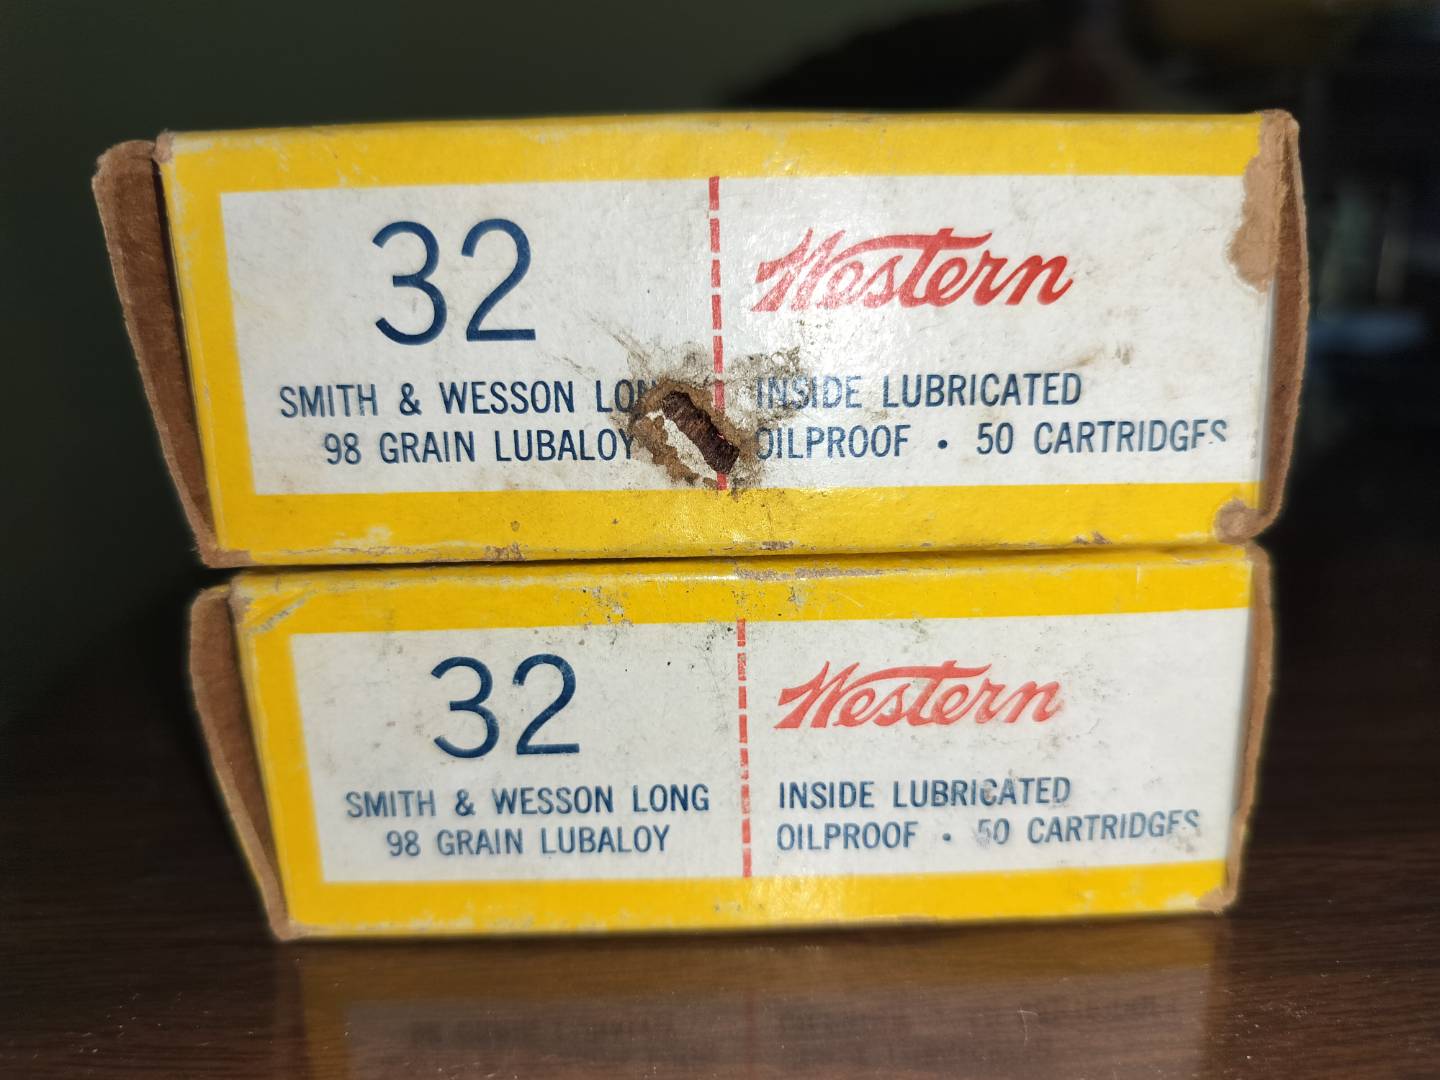 32
SMITH & WESSON LON
98 GRAIN LUBALOY
Western
INSIDE LUBRICATED
OILPROOF • 50 CARTRIDGES
32
SMITH & WESSON LONG
98 GRAIN LUBALOY
Western
INSIDE LUBRICATED
OILPROOF • 50 CARTRIDGES